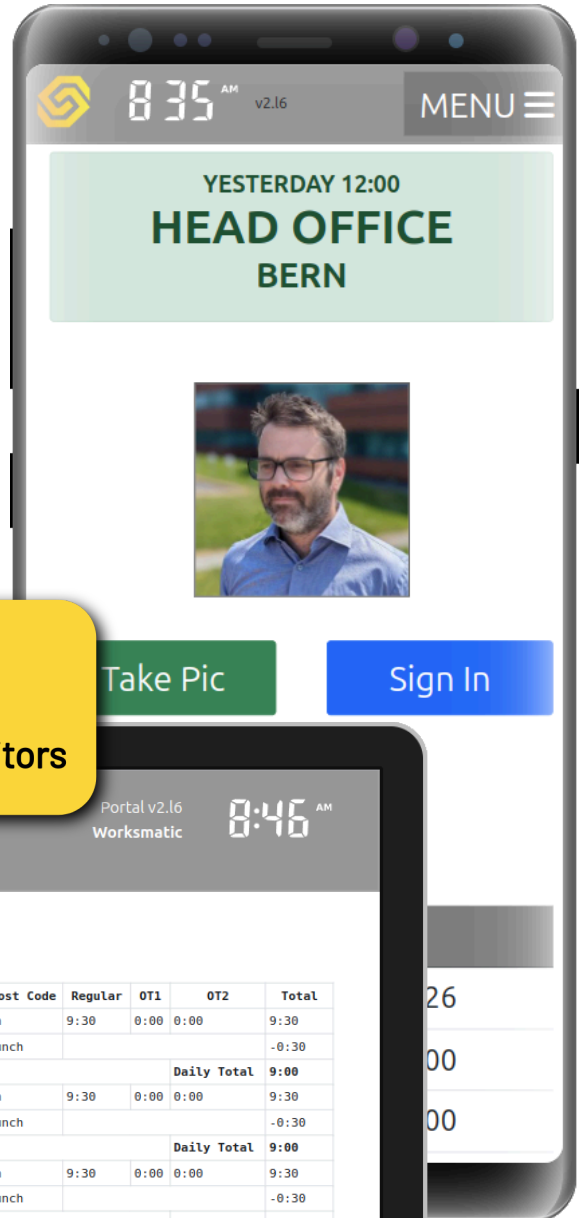 8 35 AM v2.l6 MENU
YESTERDAY 12:00
HEAD OFFICE
BERN
Take Pic Sign In
tors
Portal v2.l6
Worksmatic
8:46 AM
ost Code Regular OT1 OT2 Total
9:30 0:00 0:00 9:30
nch -0:30
Daily Total 9:00
9:30 0:00 0:00 9:30
nch -0:30
Daily Total 9:00
9:30 0:00 0:00 9:30
nch -0:30
26
00
00